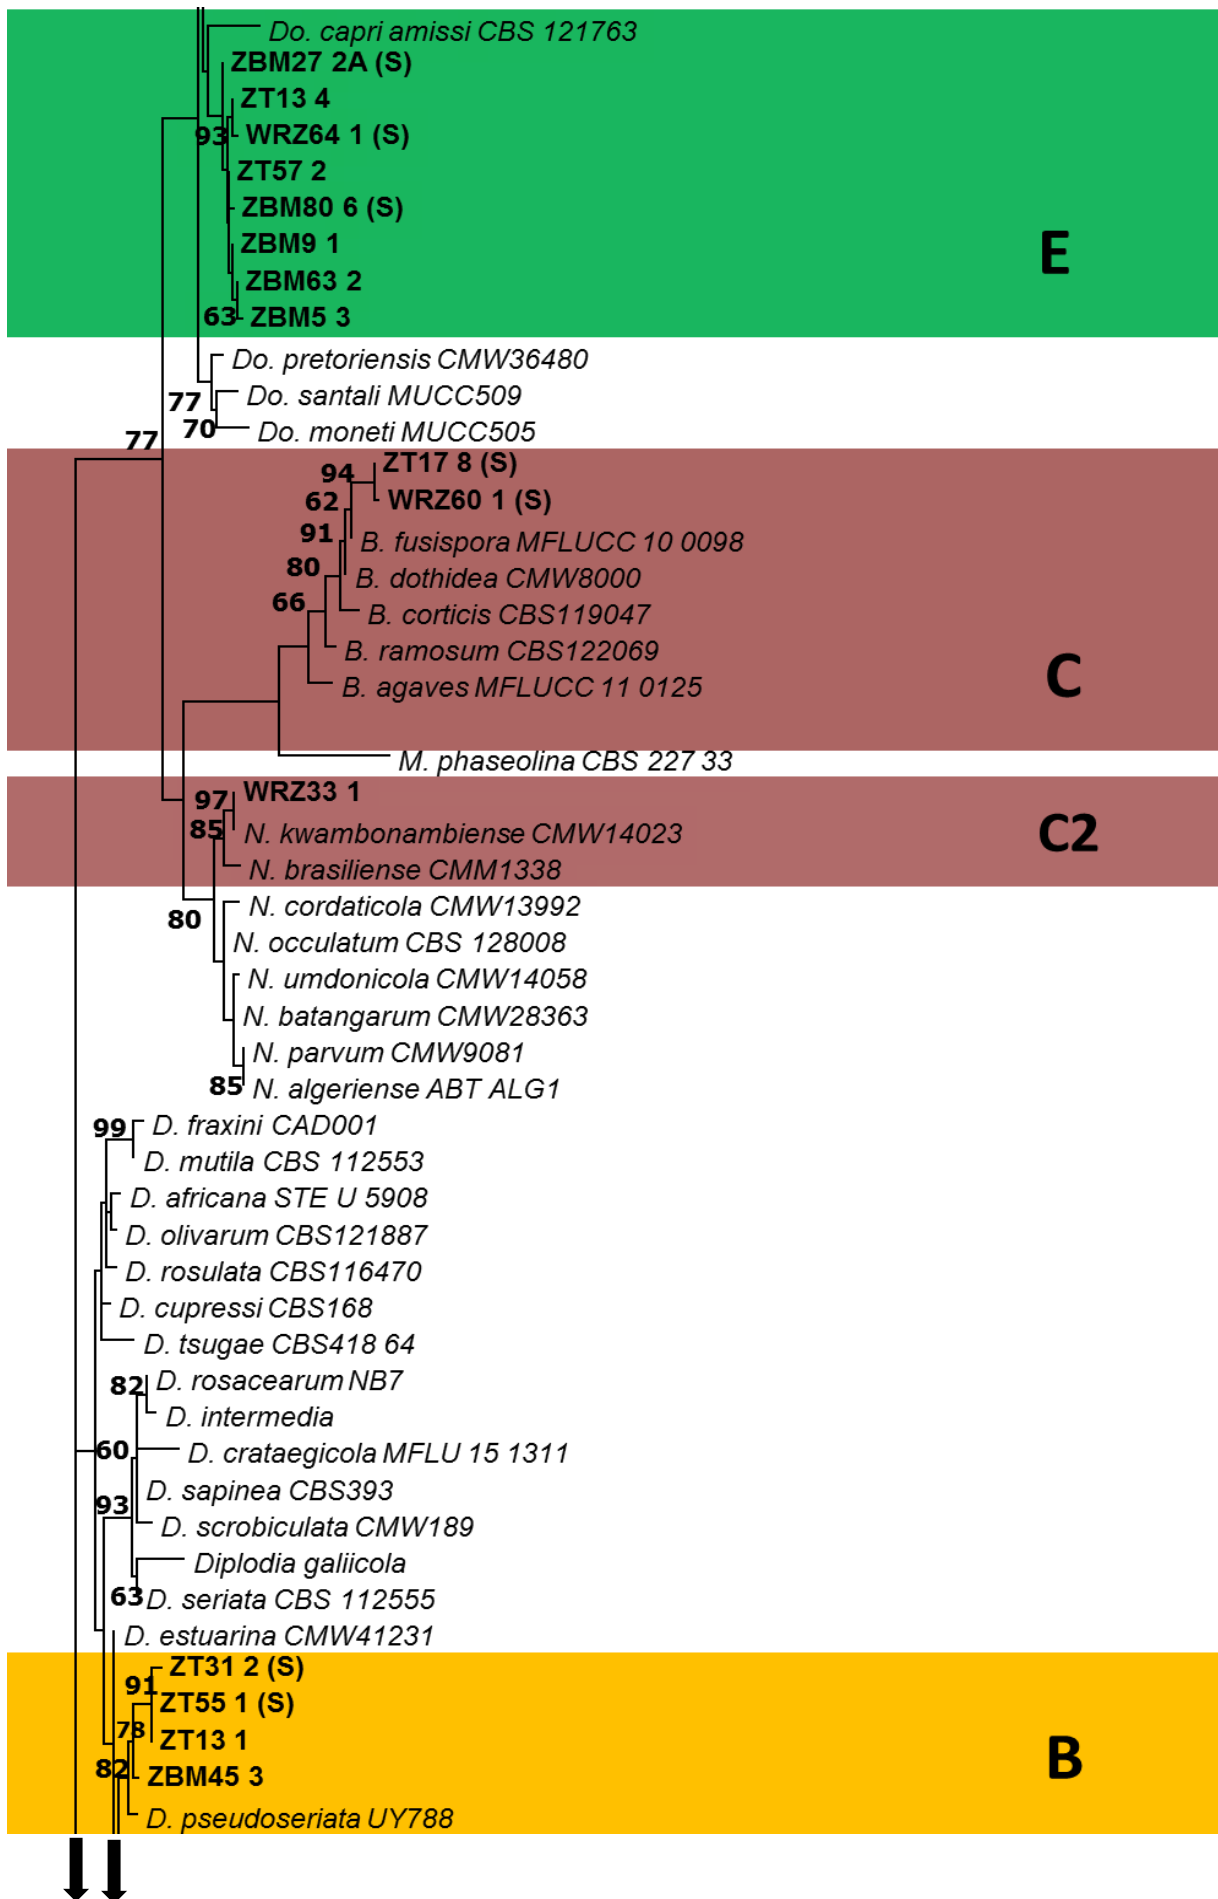 Do. capri amissi CBS 121763
ZBM27 2A (S)
ZT13 4
93 WRZ64 1 (S)
ZT57 2
ZBM80 6 (S)
ZBM9 1
E
ZBM63 2
63 ZBM5 3
Do. pretoriensis CMW36480
77 Do. santali MUCC509
77 70 Do. moneti MUCC505
94 ZT17 8 (S)
62 WRZ60 1 (S)
91 B. fusispora MFLUCC 10 0098
80 B. dothidea CMW8000
66 B. corticis CBS119047
B. ramosum CBS122069
C
B. agaves MFLUCC 11 0125
M. phaseolina CBS 227 33
97 WRZ33 1
85 N. kwambonambiense CMW14023
C2
N. brasiliense CMM1338
80 N. cordaticola CMW13992
N. occulatum CBS 128008
N. umdonicola CMW14058
N. batangarum CMW28363
N. parvum CMW9081
85 N. algeriense ABT ALG1
99 D. fraxini CAD001
D. mutila CBS 112553
D. africana STE U 5908
D. olivarum CBS121887
D. rosulata CBS116470
D. cupressi CBS168
D. tsugae CBS418 64
82 D. rosacearum NB7
D. intermedia
60 D. crataegicola MFLU 15 1311
93 D. sapinea CBS393
D. scrobiculata CMW189
Diplodia galiicola
63 D. seriata CBS 112555
D. estuarina CMW41231
91 ZT31 2 (S)
ZT55 1 (S)
78 ZT13 1
82 ZBM45 3
B
D. pseudoseriata UY788